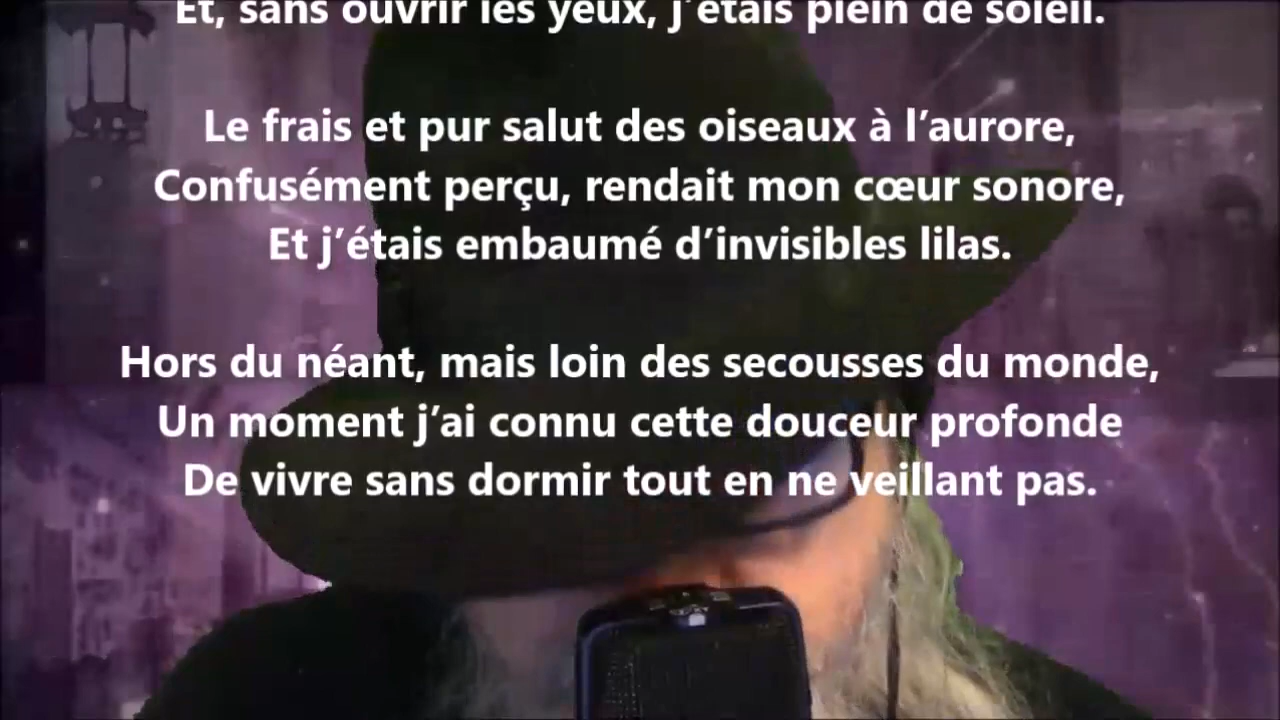 Et, sans ouvrir les yeux, j’étais plein de soleil.
Le frais et pur salut des oiseaux à l’aurore,
Confusément perçu, rendait mon cœur sonore,
Et j’étais embaumé d’invisibles lilas.
Hors du néant, mais loin des secousses du monde,
Un moment j’ai connu cette douceur profonde
De vivre sans dormir tout en ne veillant pas.